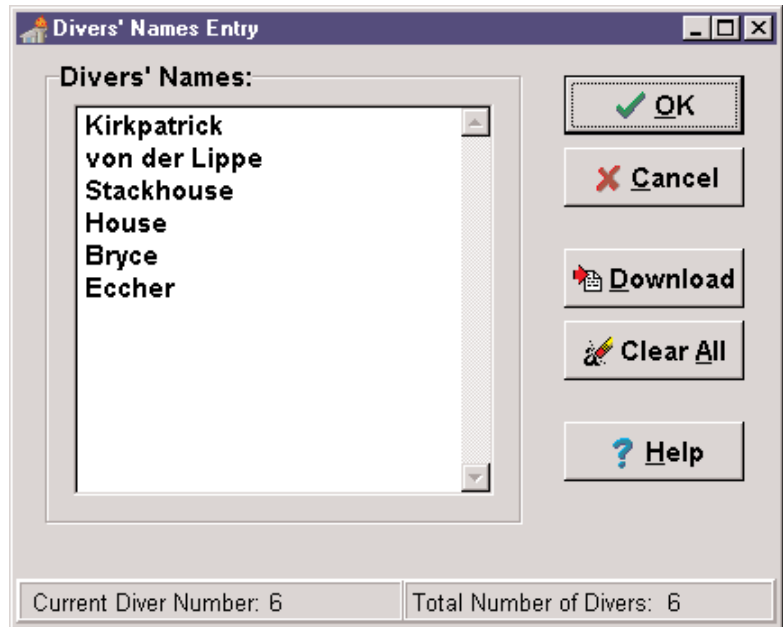 Divers' Names Entry
Divers' Names:
Kirkpatrick
von der Lippe
Stackhouse
House
Bryce
Eccher
OK
Cancel
Download
Clear All
Help
Current Diver Number: 6
Total Number of Divers: 6